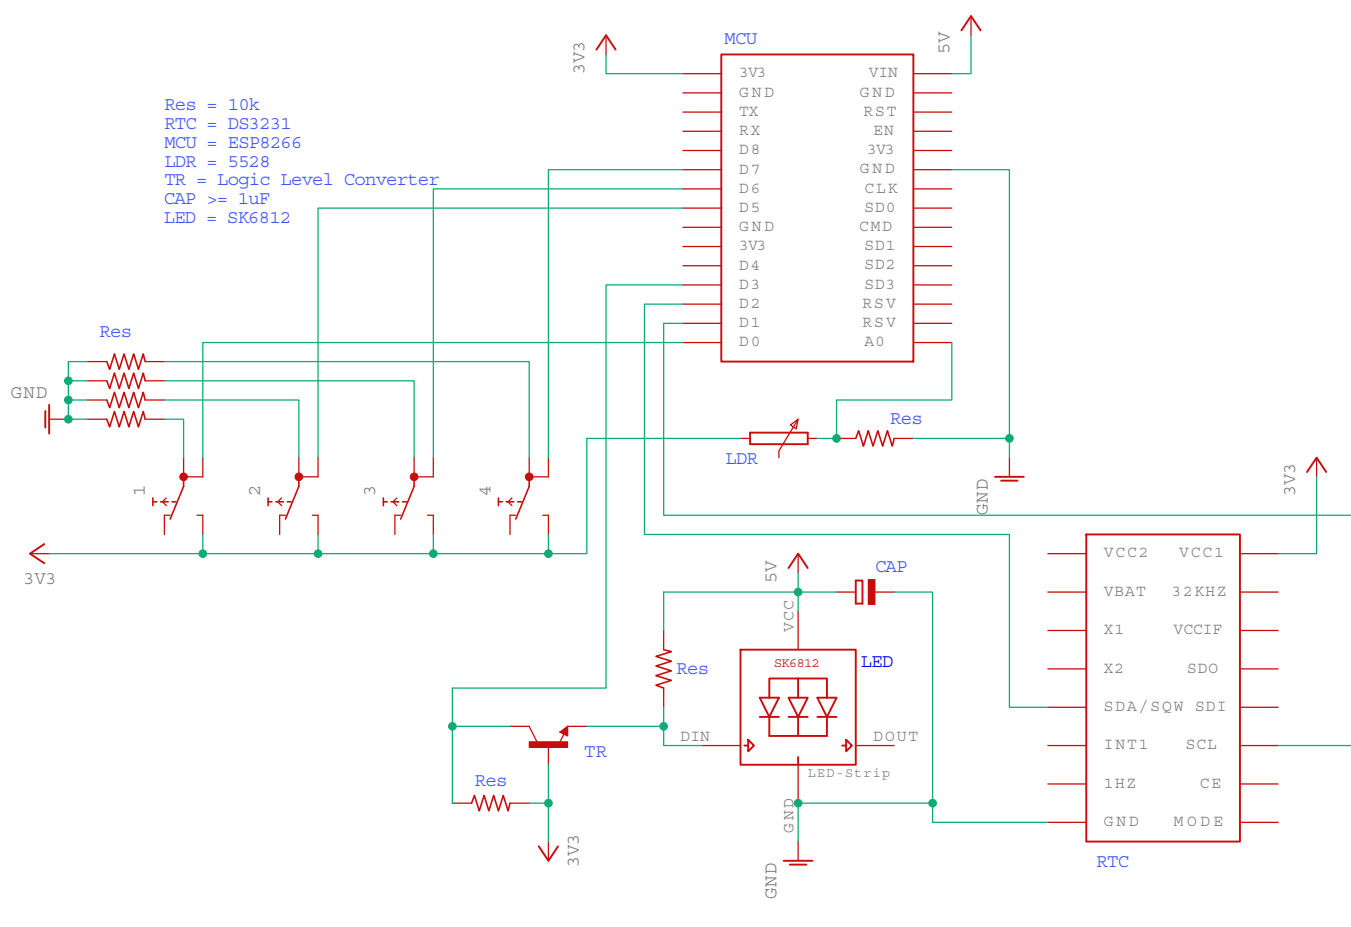 MCU
3V3
5V
Res = 10k
RTC = DS3231
MCU = ESP8266
LDR = 5528
TR = Logic Level Converter
CAP >= 1uF
LED = SK6812
3V3 VIN
GND GND
TX RST
RX EN
D8 3V3
D7 GND
D6 CLK
D5 SD0
GND CMD
3V3 SD1
D4 SD2
D3 SD3
D2 RSV
D1 RSV
D0 A0
Res
GND
Res
LDR
GND
1
2
3
4
3V3
3V3
VCC2 VCC1
VBAT 32KHZ
X1 VCCIF
X2 SDO
SDA/SQW SDI
INT1 SCL
1HZ CE
GND MODE
RTC
5V
CAP
VCC
SK6812
LED
Res
DIN
DOUT
LED-Strip
TR
Res
3V3
GND
GND